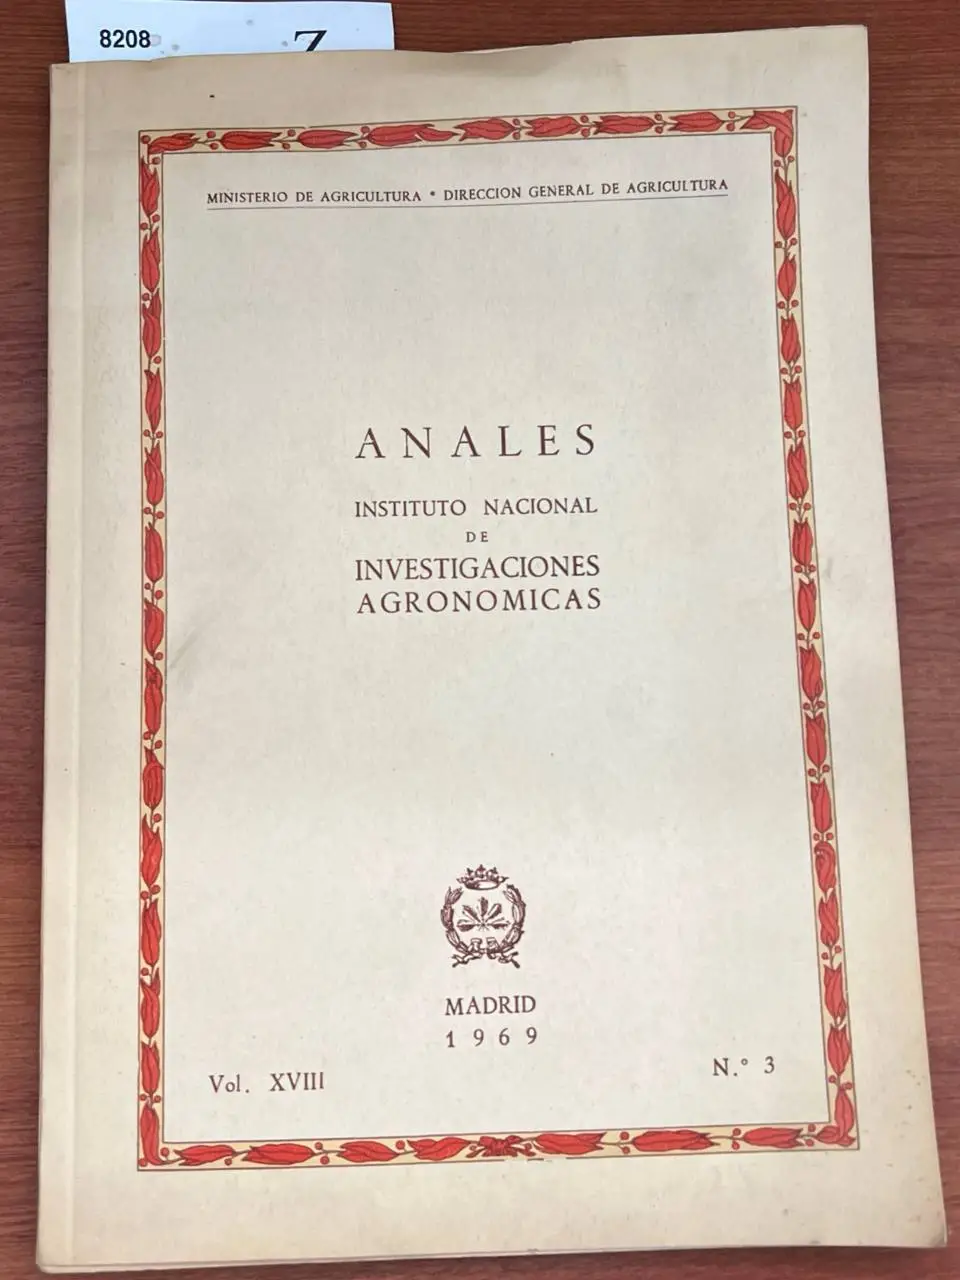 8208
Z
MINISTERIO DE AGRICULTURA • DIRECCION GENERAL DE AGRICULTURA
ANALES
INSTITUTO NACIONAL
DE
INVESTIGACIONES
AGRONOMICAS
MADRID
1969
Vol. XVIII
N.° 3